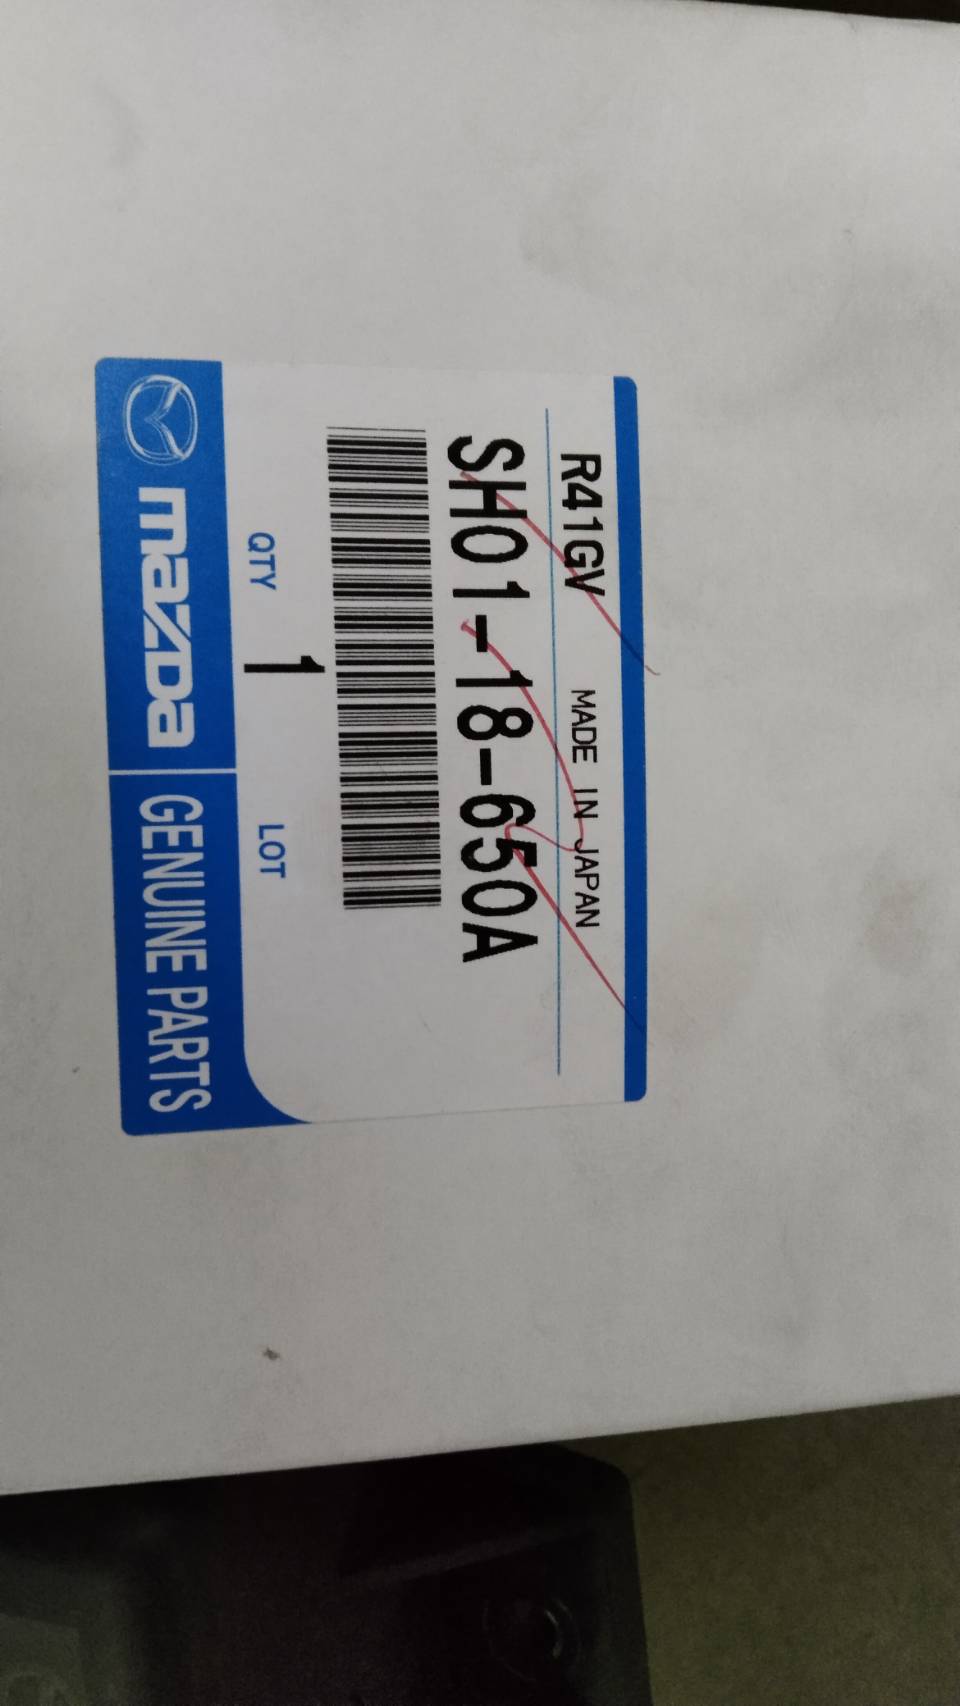 R41GV MADE IN JAPAN
SH01-18-650A
QTY 1 LOT
mazda GENUINE PARTS